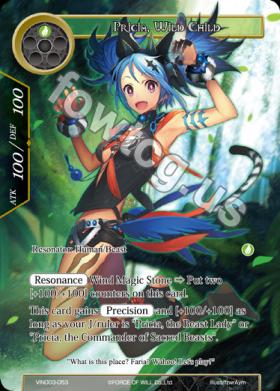 Pricia, Wild Child
ATK 100/DEF 100
fowtcg.us
Resonator: Human/Beast
Resonance Wind Magic Stone ⇨ Put two
[+100/+100] counters on this card.
This card gains Precision and [+100/+100] as
long as your J/ruler is "Pricia, the Beast Lady" or
"Pricia, the Commander of Sacred Beasts".
"What is this place? Faria? Wahoo! Let's play!"
VIN003-053
©FORCE OF WILL Co.,Ltd.